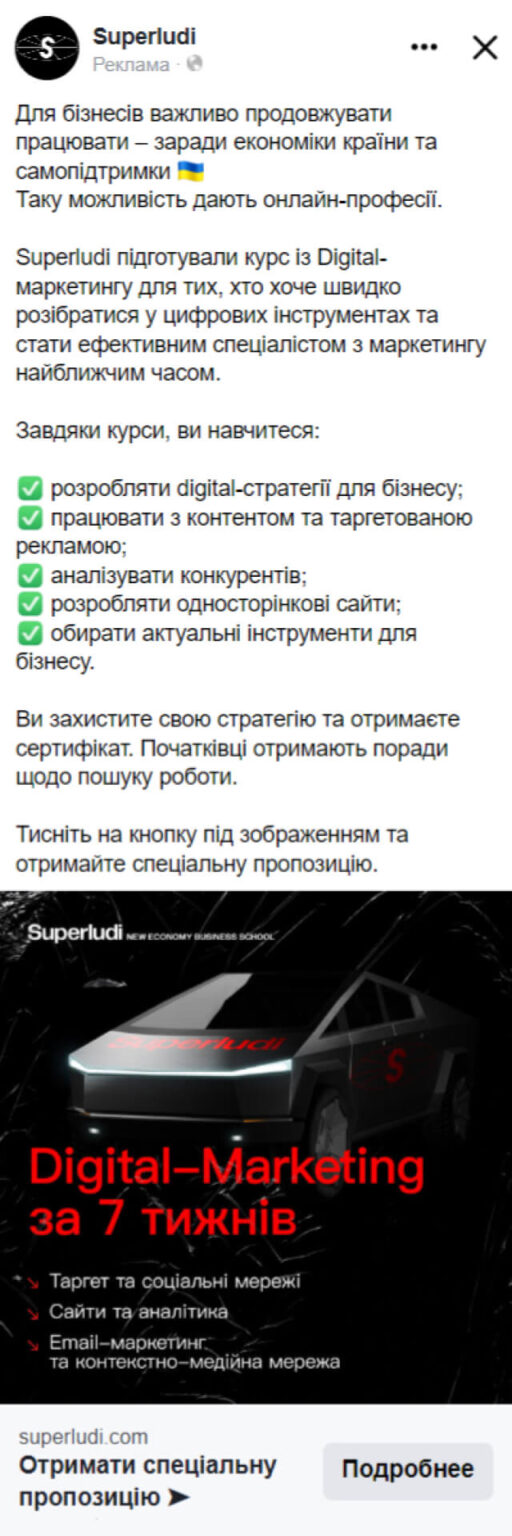 Superludi
Реклама ·
Для бізнесів важливо продовжувати
працювати – заради економіки країни та
самопідтримки 🇺🇦
Таку можливість дають онлайн-професії.
Superludi підготували курс із Digital-
маркетингу для тих, хто хоче швидко
розібратися у цифрових інструментах та
стати ефективним спеціалістом з маркетингу
найближчим часом.
Завдяки курси, ви навчитеся:
✅ розробляти digital-стратегії для бізнесу;
✅ працювати з контентом та таргетованою
рекламою;
✅ аналізувати конкурентів;
✅ розробляти односторінкові сайти;
✅ обирати актуальні інструменти для
бізнесу.
Ви захистите свою стратегію та отримаєте
сертифікат. Початківці отримають поради
щодо пошуку роботи.
Тисніть на кнопку під зображенням та
отримайте спеціальну пропозицію.
Superludi NEW ECONOMY BUSINESS SCHOOL
Superludi
S
Digital–Marketing
за 7 тижнів
↘ Таргет та соціальні мережі
↘ Сайти та аналітика
↘ Email–маркетинг
та контекстно–медійна мережа
superludi.com
Отримати спеціальну
пропозицію ➤
Подробнее